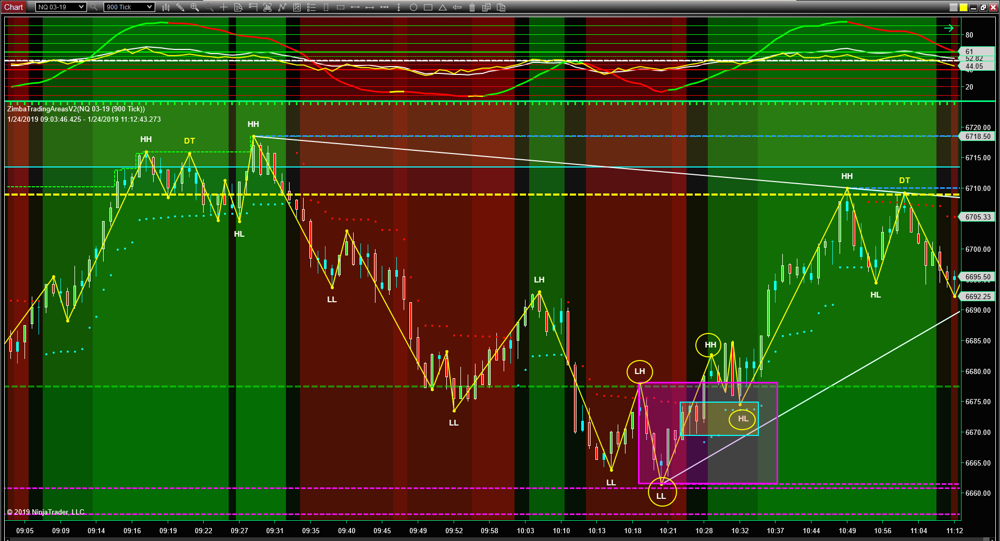 Chart NQ 03-19 900 Tick
80
61
52.82
44.05
20
ZimbaTradingAreasV2(NQ 03-19 (900 Tick))
1/24/2019 09:03:46.425 - 1/24/2019 11:12:43.273
HH
HH
DT
HL
LL
LL
LH
LL
LH
LL
HH
HL
HH
DT
HL
6720.00
6718.50
6715.00
6710.00
6705.33
6700.00
6695.50
6692.25
6690.00
6685.00
6680.00
6675.00
6670.00
6665.00
6660.00
© 2019 NinjaTrader, LLC
09:05 09:09 09:14 09:16 09:19 09:22 09:27 09:31 09:35 09:40 09:45 09:49 09:52 09:58 10:03 10:10 10:13 10:18 10:21 10:28 10:32 10:37 10:44 10:49 10:56 11:04 11:12